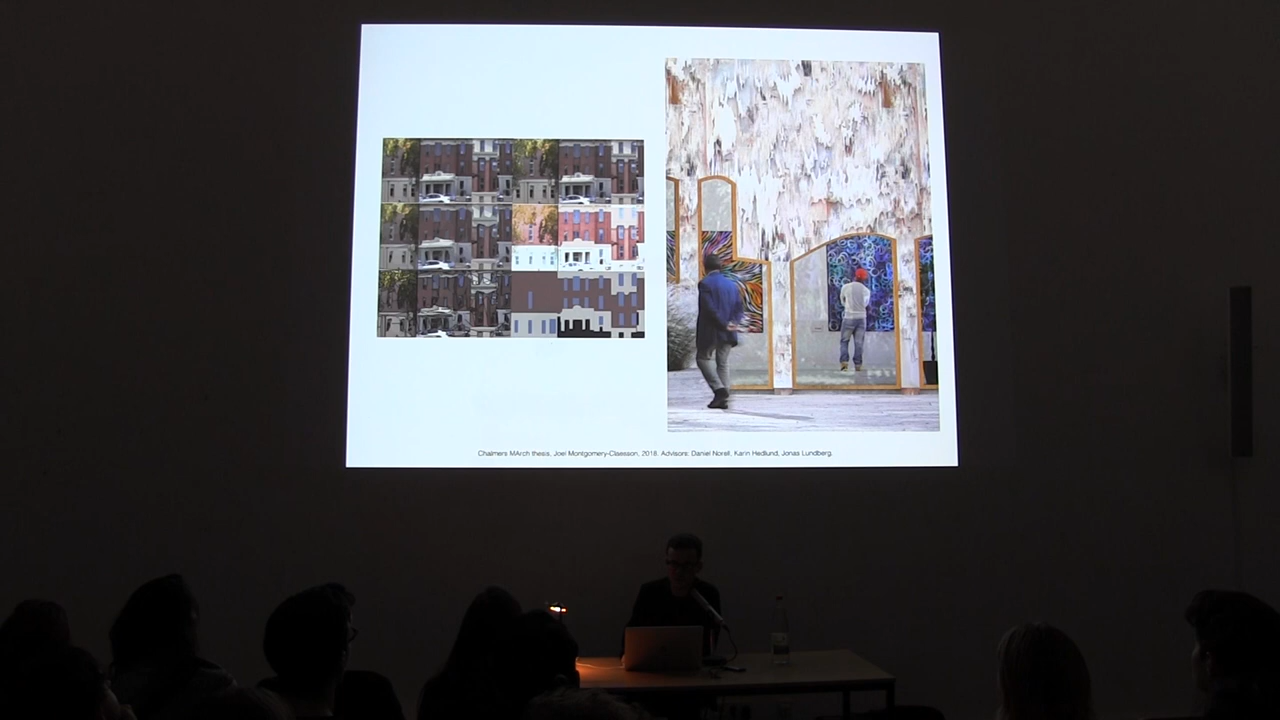 Chalmers MArch thesis, Joel Montgomery-Claesson, 2018. Advisors: Daniel Norell, Karin Hedlund, Jonas Lundberg.